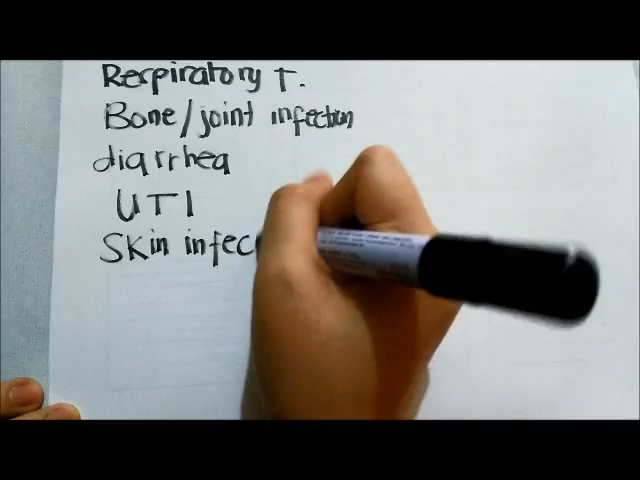 Respiratory T.
Bone/joint infection
diarrhea
UTI
Skin infec